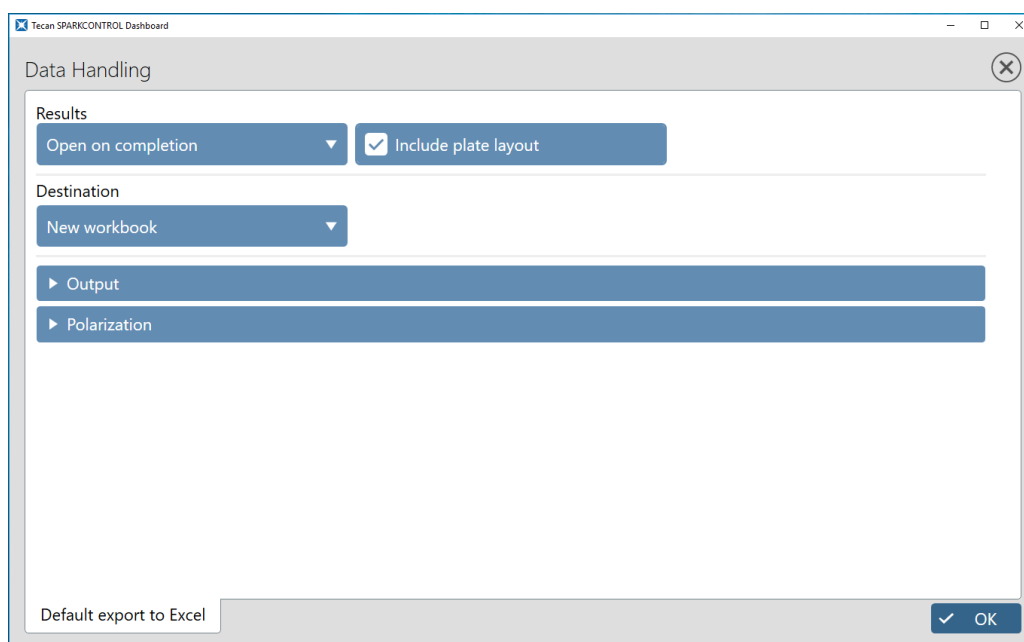 Tecan SPARKCONTROL Dashboard
Data Handling
Results
Open on completion
Include plate layout
Destination
New workbook
Output
Polarization
Default export to Excel
OK